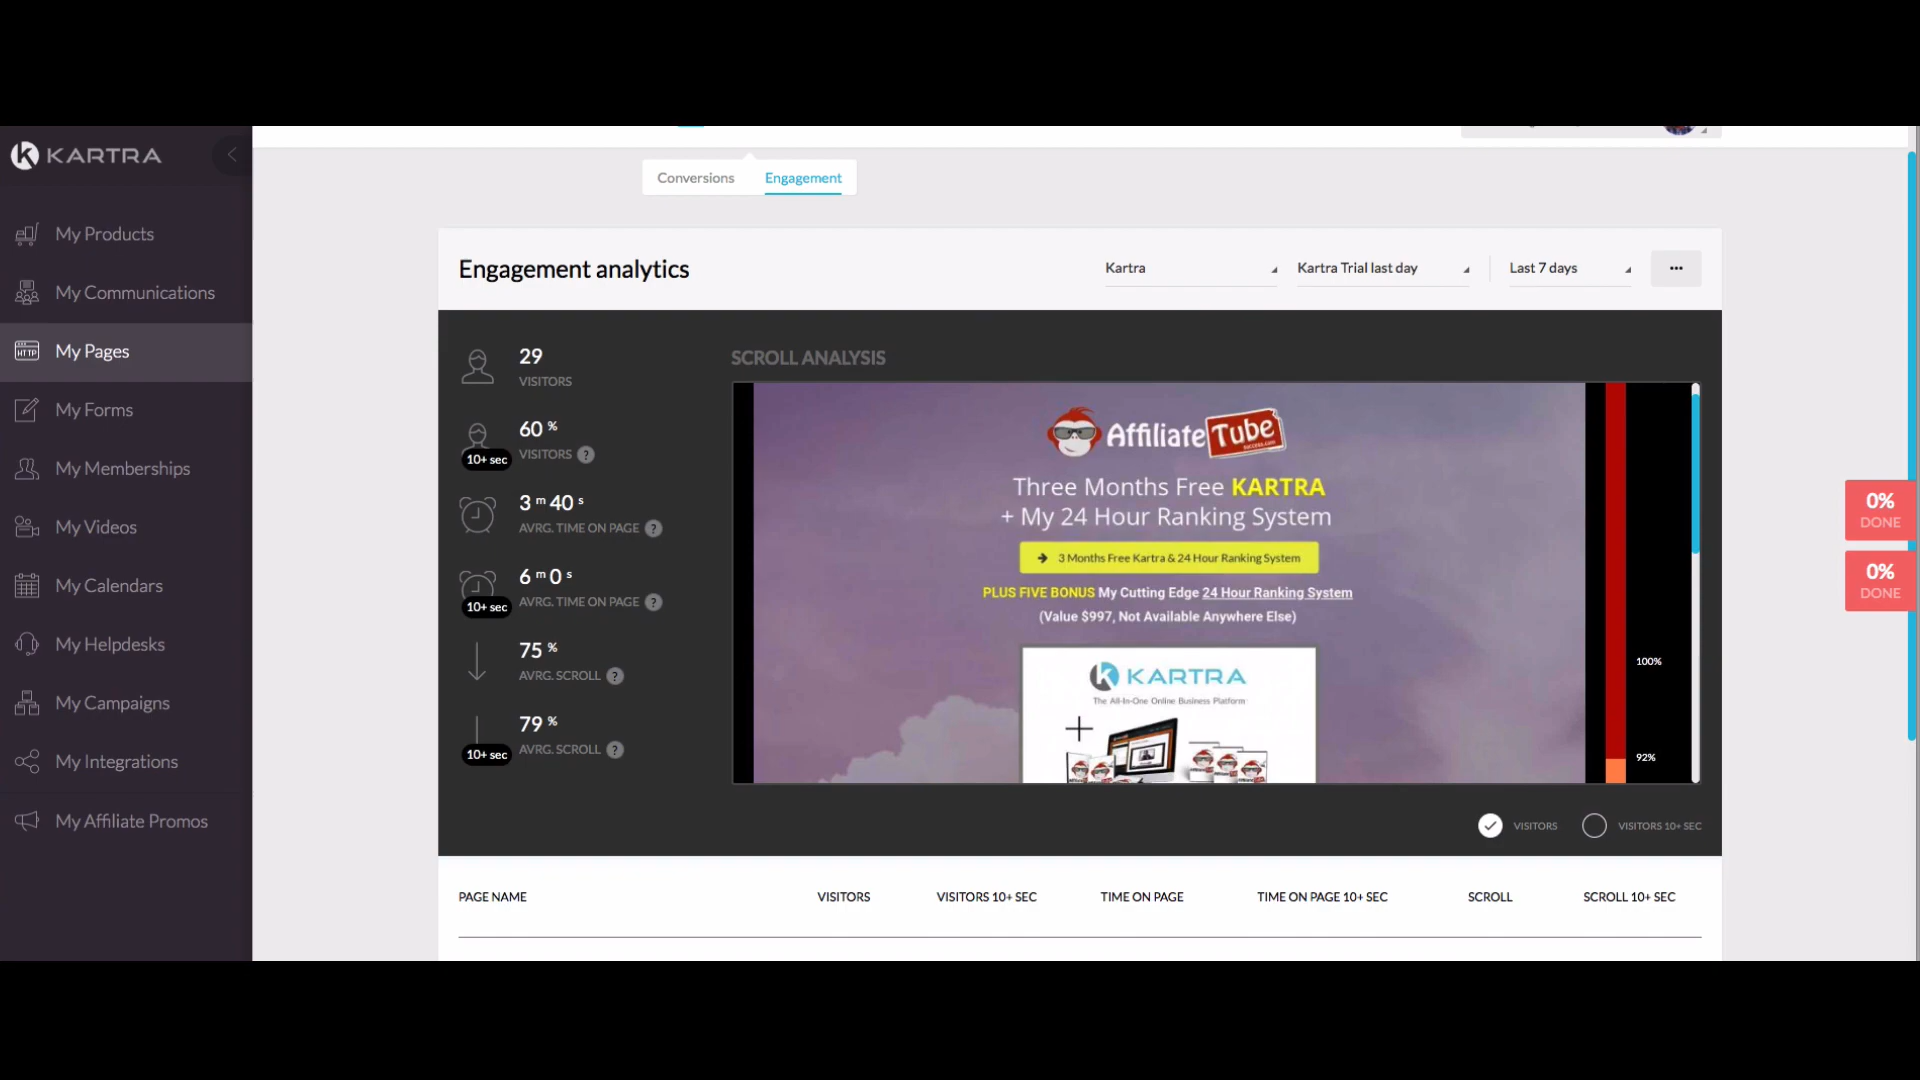 KARTRA
My Products
My Communications
HTTP
My Pages
My Forms
My Memberships
My Videos
My Calendars
My Helpdesks
My Campaigns
My Integrations
My Affiliate Promos
Conversions
Engagement
Engagement analytics
Kartra
Kartra Trial last day
Last 7 days
29
VISITORS
60 %
10+ sec
VISITORS ?
3 m 40 s
AVRG. TIME ON PAGE ?
6 m 0 s
10+ sec
AVRG. TIME ON PAGE ?
75 %
AVRG. SCROLL ?
79 %
10+ sec
AVRG. SCROLL ?
SCROLL ANALYSIS
AffiliateTube
Three Months Free KARTRA
+ My 24 Hour Ranking System
3 Months Free Kartra & 24 Hour Ranking System
PLUS FIVE BONUS My Cutting Edge 24 Hour Ranking System
(Value $997, Not Available Anywhere Else)
KARTRA
The All-In-One Online Business Platform
100%
92%
VISITORS
VISITORS 10+ SEC
0%
DONE
0%
DONE
PAGE NAME
VISITORS
VISITORS 10+ SEC
TIME ON PAGE
TIME ON PAGE 10+ SEC
SCROLL
SCROLL 10+ SEC